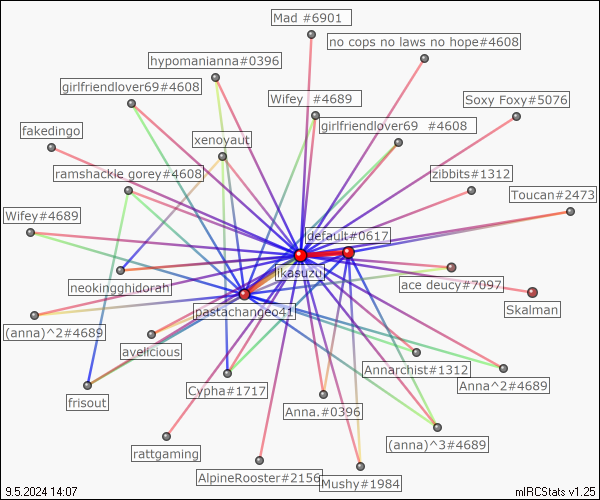 Mad #6901
no cops no laws no hope#4608
hypomanianna#0396
girlfriendlover69#4608
Wifey  #4689
Soxy Foxy#5076
fakedingo
girlfriendlover69  #4608
xenoyaut
ramshackle gorey#4608
zibbits#1312
Toucan#2473
Wifey#4689
default#0617
likasuzu
neokingghidorah
ace deucy#7097
pastachangeo41
Skalman
(anna)^2#4689
avelicious
Annarchist#1312
Cypha#1717
Anna^2#4689
frisout
Anna.#0396
(anna)^3#4689
rattgaming
AlpineRooster#2156
Mushy#1984
9.5.2024 14:07
mIRCStats v1.25